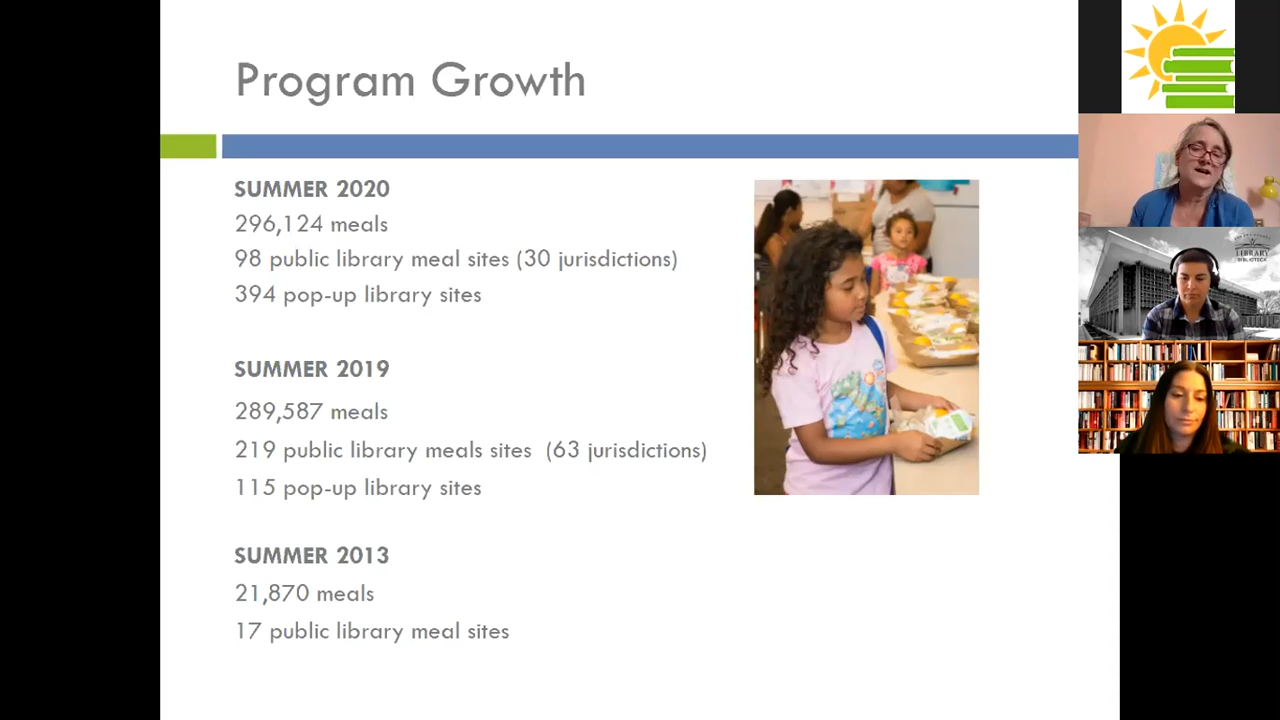 Program Growth
SUMMER 2020
296,124 meals
98 public library meal sites (30 jurisdictions)
394 pop-up library sites
SUMMER 2019
289,587 meals
219 public library meals sites (63 jurisdictions)
115 pop-up library sites
SUMMER 2013
21,870 meals
17 public library meal sites
LIBRARY
BIBLIOTECA